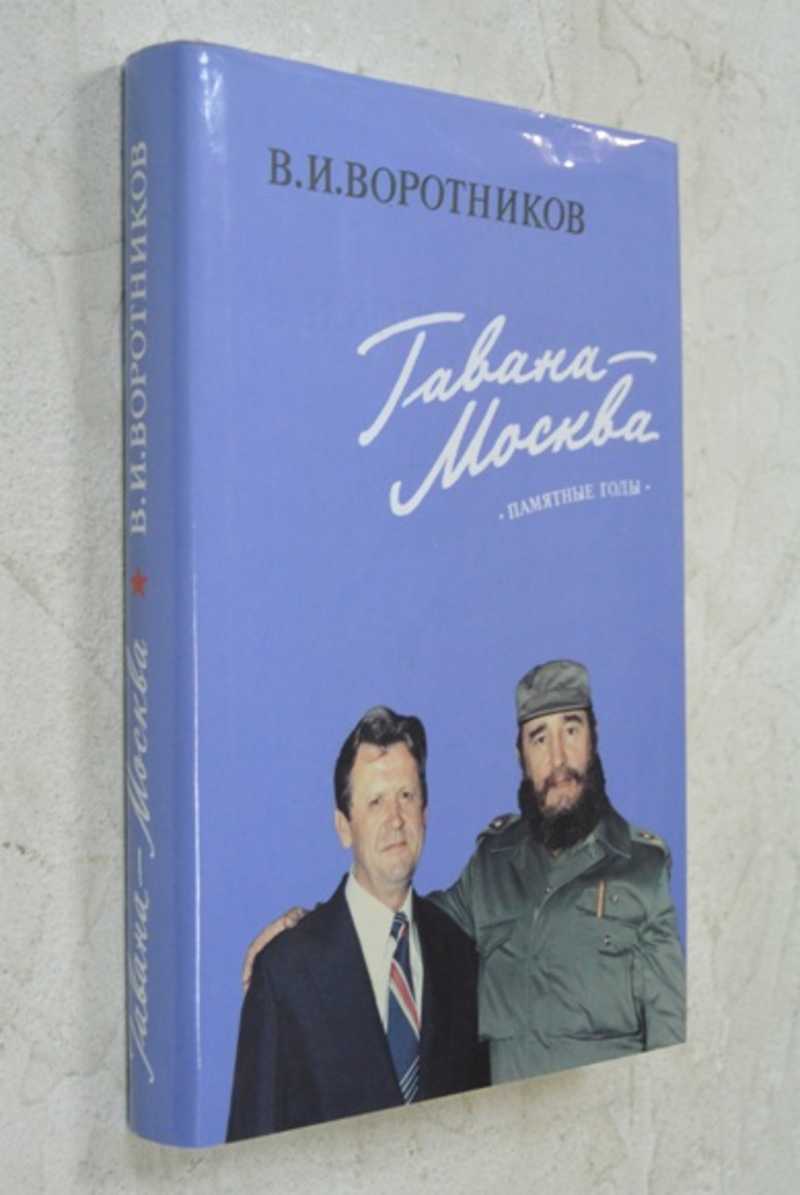 В.И.ВОРОТНИКОВ
Гавана–
Москва
· ПАМЯТНЫЕ ГОДЫ ·
Гавана – Москва ★ В.И.ВОРОТНИКОВ